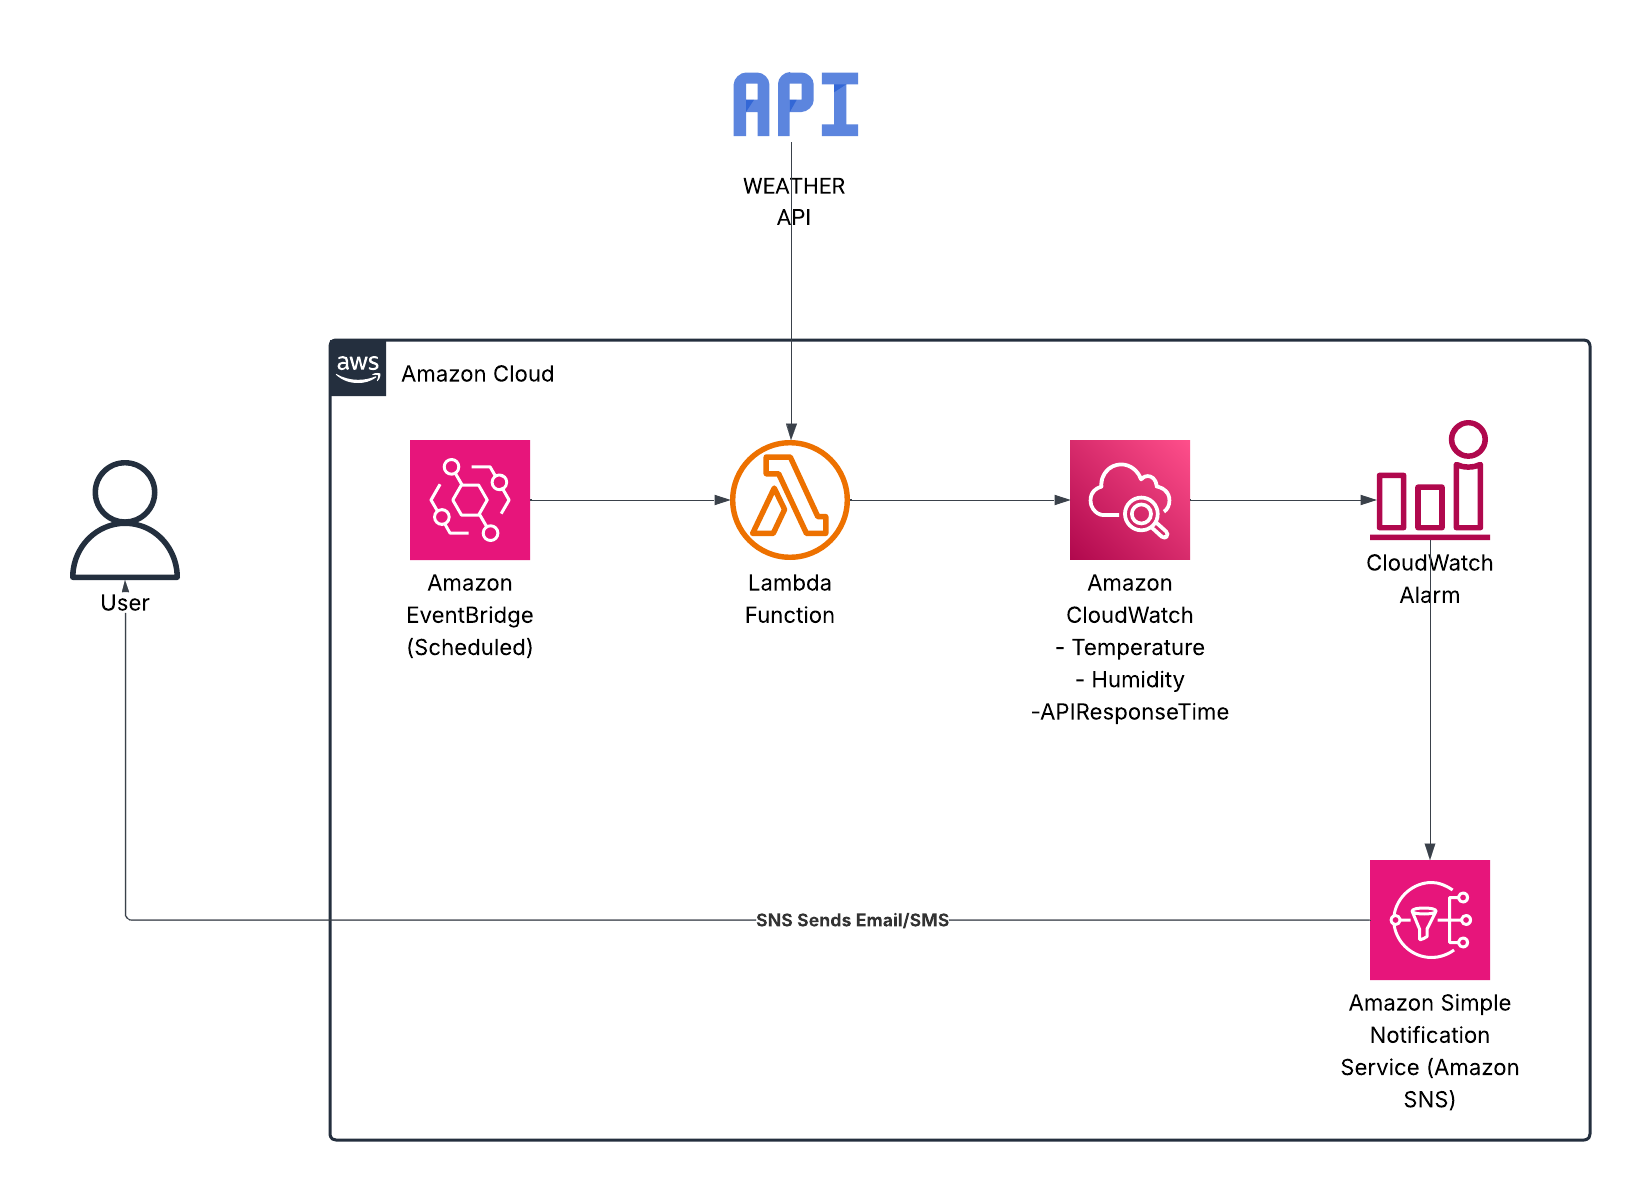 API
WEATHER
API
aws
Amazon Cloud
User
Amazon
EventBridge
(Scheduled)
Lambda
Function
Amazon
CloudWatch
- Temperature
- Humidity
-APIResponseTime
CloudWatch
Alarm
SNS Sends Email/SMS
Amazon Simple
Notification
Service (Amazon
SNS)